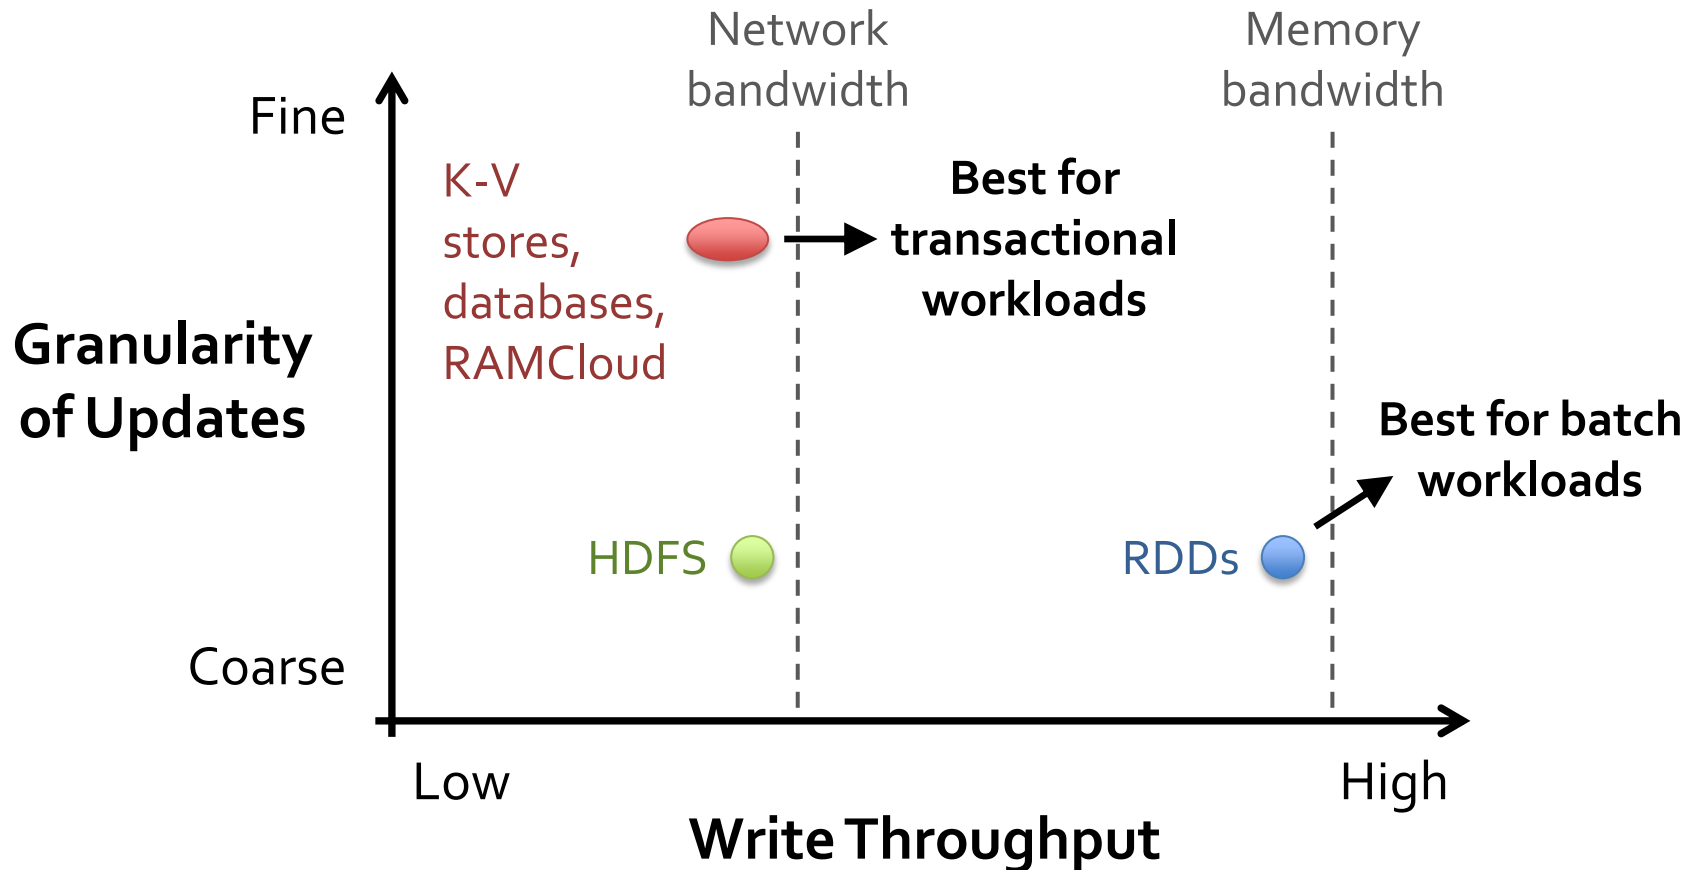 Network
bandwidth
Memory
bandwidth
Fine
K-V
stores,
databases,
RAMCloud
Best for
transactional
workloads
Granularity
of Updates
Best for batch
workloads
HDFS
RDDs
Coarse
Low
High
Write Throughput